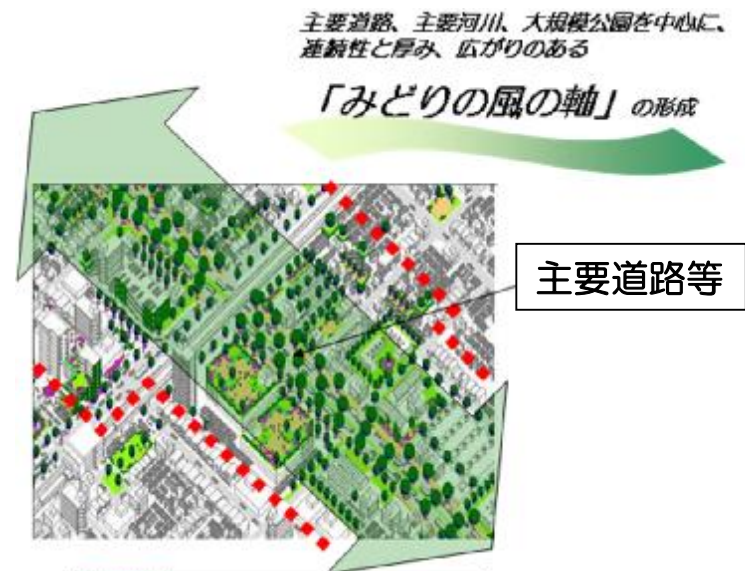 主要道路、主要河川、大規模公園を中心に、
連続性と厚み、広がりのある
「みどりの風の軸」の形成
主要道路等